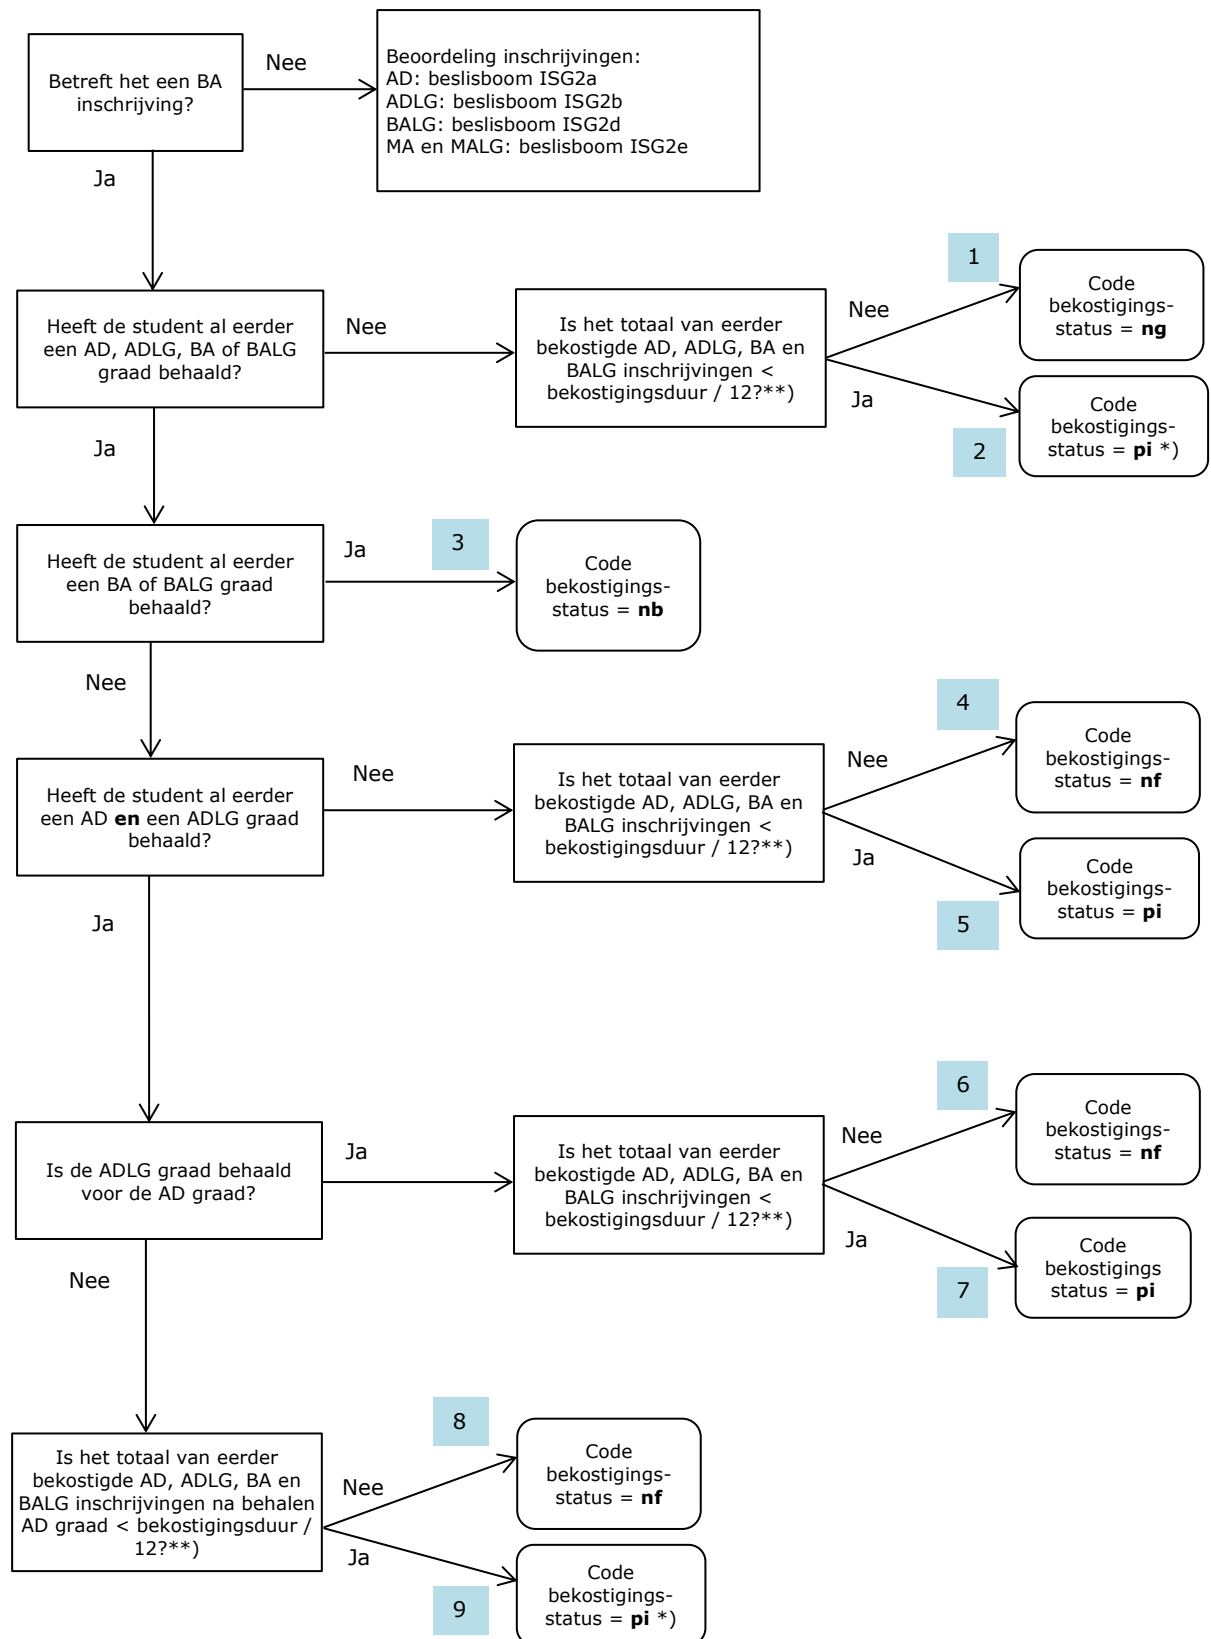 Betreft het een BA
inschrijving?
Nee
Beoordeling inschrijvingen:
AD: beslisboom ISG2a
ADLG: beslisboom ISG2b
BALG: beslisboom ISG2d
MA en MALG: beslisboom ISG2e
Ja
Heeft de student al eerder
een AD, ADLG, BA of BALG
graad behaald?
Nee
Is het totaal van eerder
bekostigde AD, ADLG, BA en
BALG inschrijvingen <
bekostigingsduur / 12?**)
Nee
1
Code
bekostigings-
status = ng
Ja
2
Code
bekostigings-
status = pi *)
Ja
Heeft de student al eerder
een BA of BALG graad
behaald?
Ja
3
Code
bekostigings-
status = nb
Nee
Heeft de student al eerder
een AD en een ADLG graad
behaald?
Nee
Is het totaal van eerder
bekostigde AD, ADLG, BA en
BALG inschrijvingen <
bekostigingsduur / 12?**)
Nee
4
Code
bekostigings-
status = nf
Ja
5
Code
bekostigings-
status = pi
Ja
Is de ADLG graad behaald
voor de AD graad?
Ja
Is het totaal van eerder
bekostigde AD, ADLG, BA en
BALG inschrijvingen <
bekostigingsduur / 12?**)
Nee
6
Code
bekostigings-
status = nf
Ja
7
Code
bekostigings
status = pi
Nee
Is het totaal van eerder
bekostigde AD, ADLG, BA en
BALG inschrijvingen na behalen
AD graad < bekostigingsduur /
12?**)
Nee
8
Code
bekostigings-
status = nf
Ja
9
Code
bekostigings-
status = pi *)